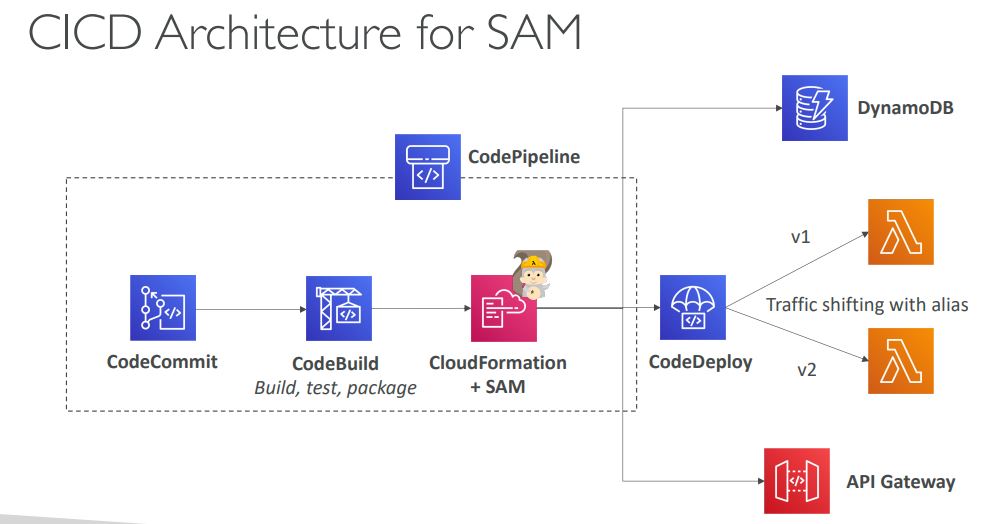 CICD Architecture for SAM
DynamoDB
CodePipeline
v1
Traffic shifting with alias
CodeCommit
CodeBuild
Build, test, package
CloudFormation
+ SAM
CodeDeploy
v2
API Gateway